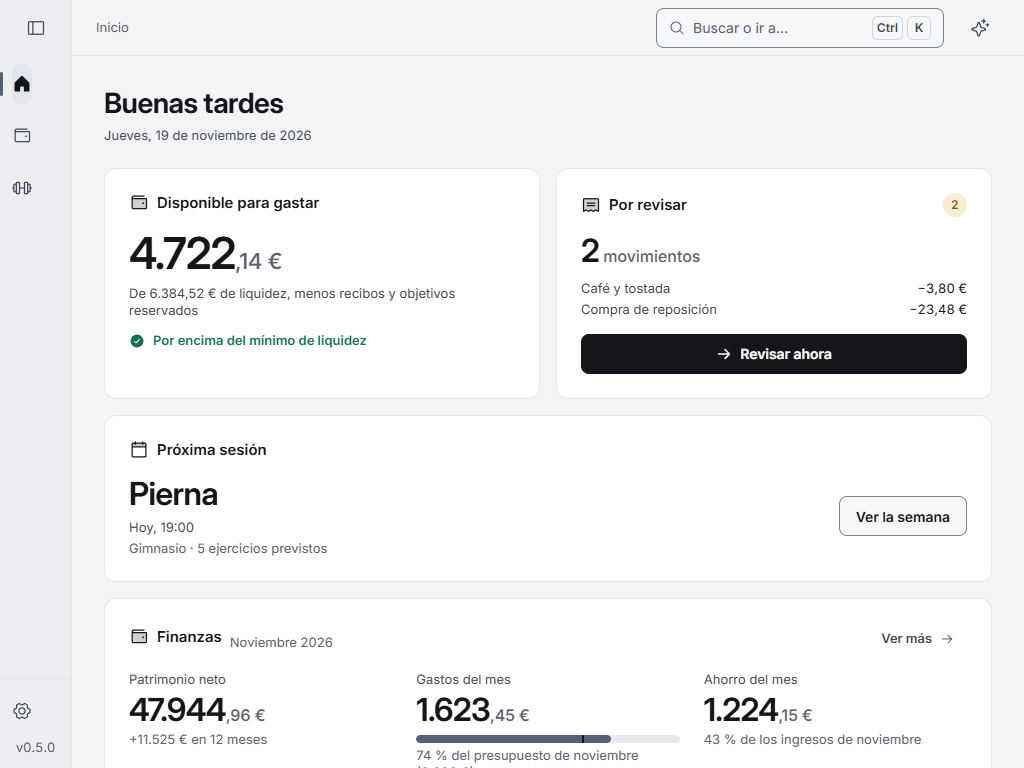 Inicio
Buscar o ir a...
Ctrl K
Buenas tardes
Jueves, 19 de noviembre de 2026
Disponible para gastar
4.722,14 €
De 6.384,52 € de liquidez, menos recibos y objetivos
reservados
Por encima del mínimo de liquidez
Por revisar
2
2 movimientos
Café y tostada −3,80 €
Compra de reposición −23,48 €
Revisar ahora
Próxima sesión
Pierna
Hoy, 19:00
Gimnasio · 5 ejercicios previstos
Ver la semana
Finanzas Noviembre 2026
Ver más
Patrimonio neto
47.944,96 €
+11.525 € en 12 meses
Gastos del mes
1.623,45 €
74 % del presupuesto de noviembre
Ahorro del mes
1.224,15 €
43 % de los ingresos de noviembre
v0.5.0